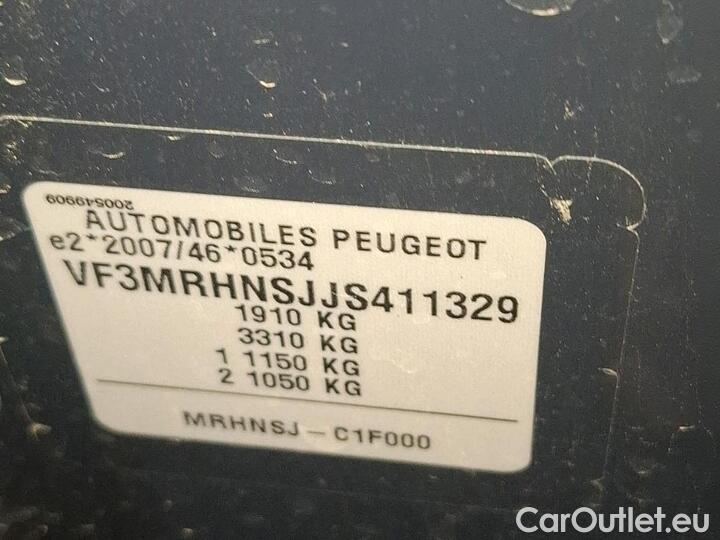 200549909
AUTOMOBILES PEUGEOT
e2*2007/46*0534
VF3MRHNSJJS411329
1910 KG
3310 KG
1 1150 KG
2 1050 KG
MRHNSJ - C1F000
CarOutlet.eu